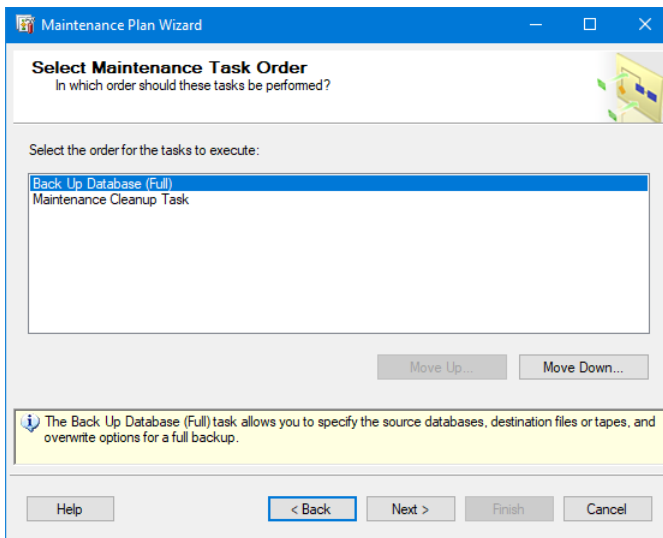 Maintenance Plan Wizard
Select Maintenance Task Order
In which order should these tasks be performed?
Select the order for the tasks to execute:
Back Up Database (Full)
Maintenance Cleanup Task
Move Up...
Move Down...
The Back Up Database (Full) task allows you to specify the source databases, destination files or tapes, and
overwrite options for a full backup.
Help
< Back
Next >
Finish
Cancel